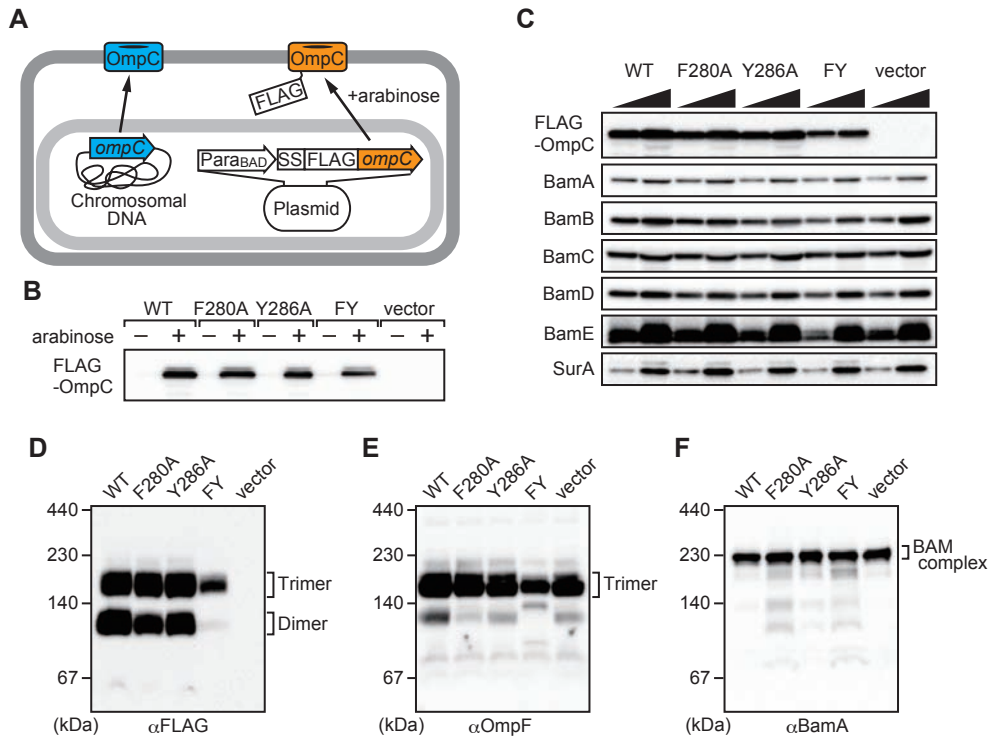 A
OmpC
OmpC
FLAG
+arabinose
ompC
Chromosomal
DNA
ParaBAD
SS
FLAG
ompC
Plasmid
B
WT F280A Y286A FY vector
arabinose – + – + – + – + – +
FLAG
-OmpC
C
WT F280A Y286A FY vector
FLAG
-OmpC
BamA
BamB
BamC
BamD
BamE
SurA
D
WT F280A Y286A FY vector
440
230
140
67
(kDa)
Trimer
Dimer
αFLAG
E
WT F280A Y286A FY vector
440
230
140
67
(kDa)
Trimer
αOmpF
F
WT F280A Y286A FY vector
440
230
140
67
(kDa)
BAM
complex
αBamA